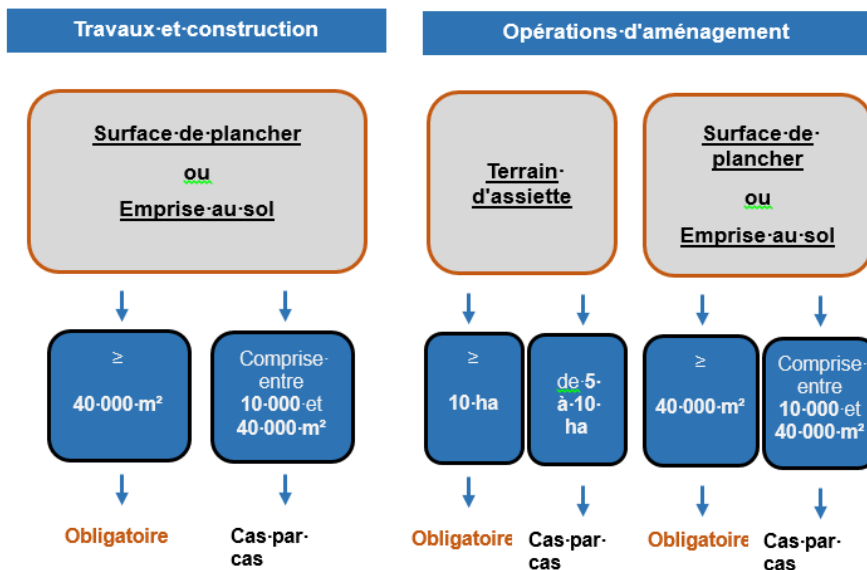 Travaux·et·construction
Opérations·d'aménagement
Surface·de·plancher
ou
Emprise·au·sol
Terrain·
d'assiette
Surface·de·
plancher
ou
Emprise·au·sol
≥
40·000·m²
Comprise·
entre
10·000·et
40·000·m²
≥
10·ha
de·5·
à·10·
ha
≥
40·000·m²
Comprise·
entre
10·000·et
40·000·m²
Obligatoire
Cas·par·
cas
Obligatoire
Cas·par·
cas
Obligatoire
Cas·par·
cas